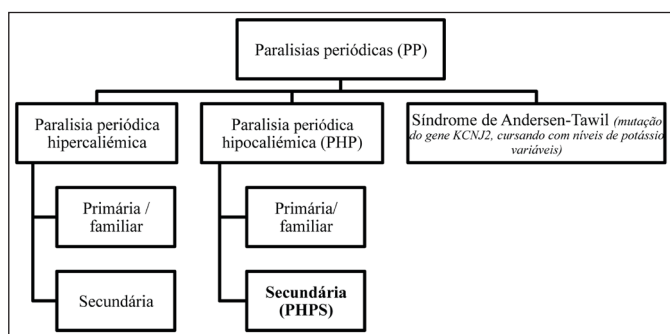 Paralisias periódicas (PP)
Paralisia periódica
hipercaliémica
Primária /
familiar
Secundária
Paralisia periódica
hipocaliémica (PHP)
Primária/
familiar
Secundária
(PHPS)
Síndrome de Andersen-Tawil (mutação
do gene KCNJ2, cursando com níveis de potássio
variáveis)